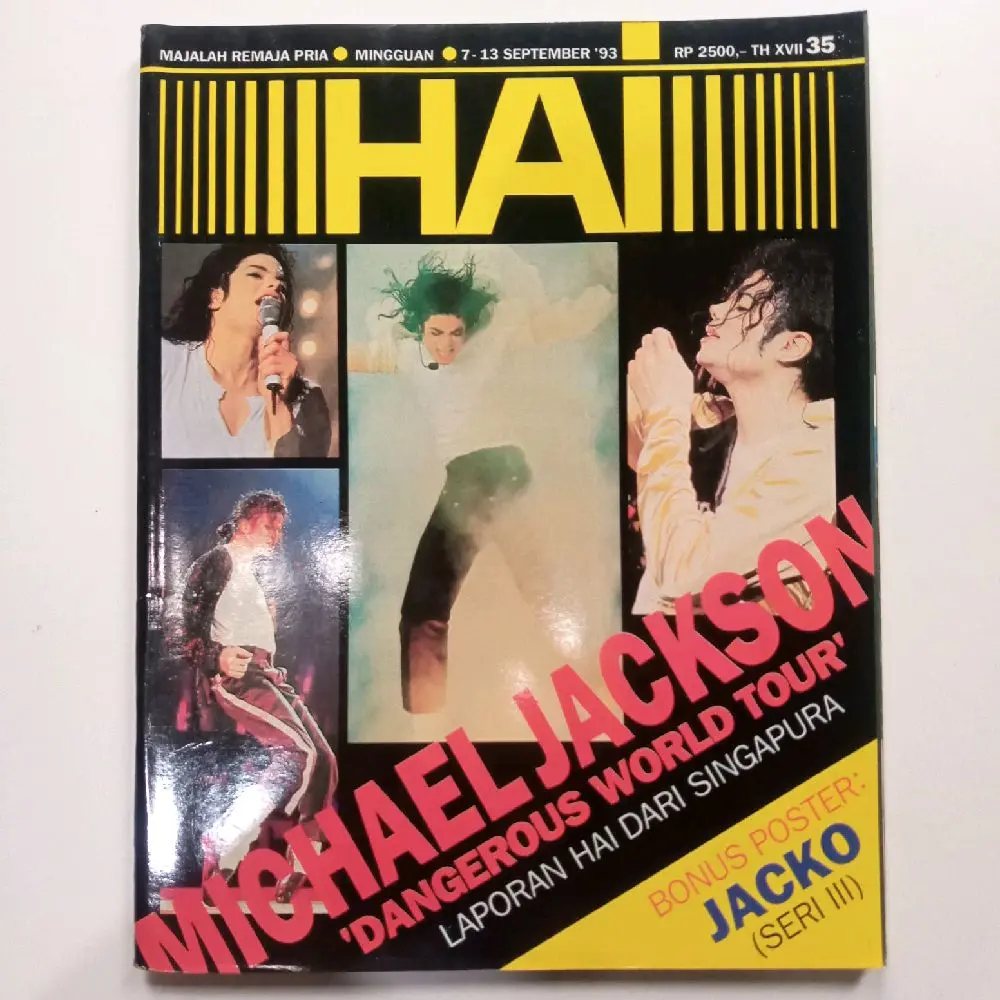 MAJALAH REMAJA PRIA ● MINGGUAN ● 7-13 SEPTEMBER '93 RP 2500,- TH XVII 35
HAi
MICHAEL JACKSON
'DANGEROUS WORLD TOUR'
LAPORAN HAI DARI SINGAPURA
BONUS POSTER:
JACKO
(SERI III)